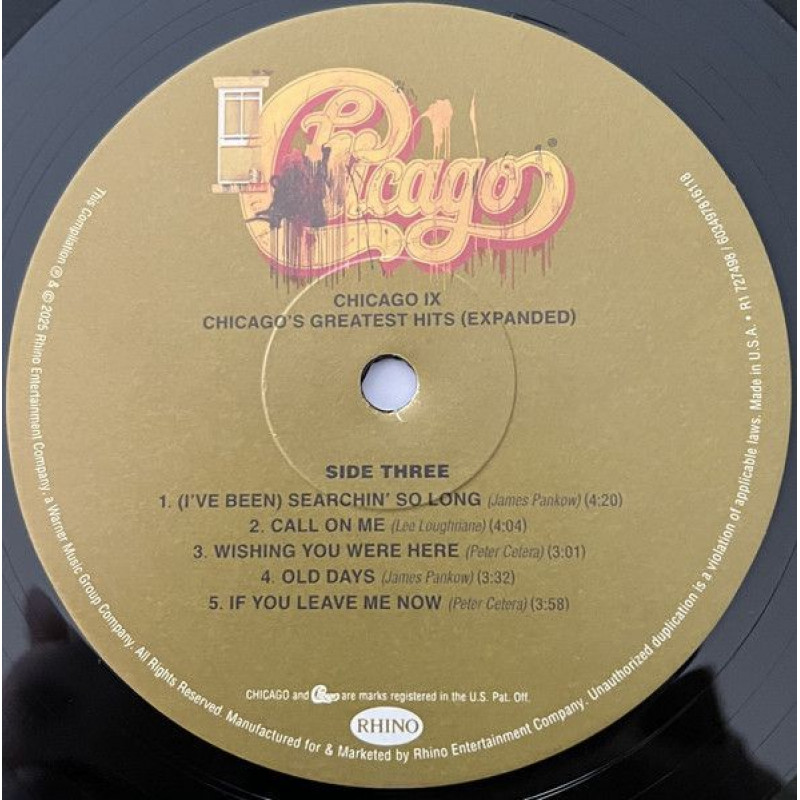 Chicago
CHICAGO IX
CHICAGO'S GREATEST HITS (EXPANDED)
SIDE THREE
1. (I'VE BEEN) SEARCHIN' SO LONG (James Pankow) (4:20)
2. CALL ON ME (Lee Loughnane) (4:04)
3. WISHING YOU WERE HERE (Peter Cetera) (3:01)
4. OLD DAYS (James Pankow) (3:32)
5. IF YOU LEAVE ME NOW (Peter Cetera) (3:58)
CHICAGO and Chicago are marks registered in the U.S. Pat. Off.
RHINO
This Compilation ℗ & © 2025 Rhino Entertainment Company, a Warner Music Group Company. All Rights Reserved. Manufactured for & Marketed by Rhino Entertainment Company. Unauthorized duplication is a violation of applicable laws. Made in U.S.A. • R1 727498 / 603497816118